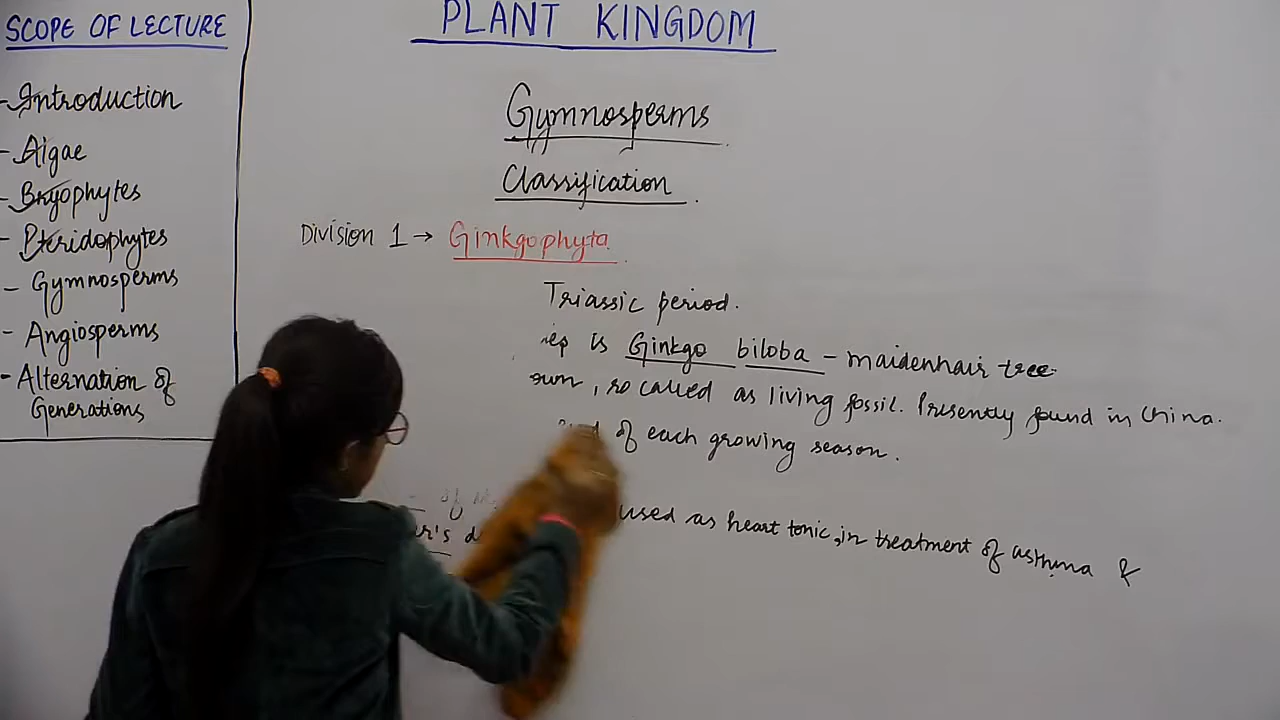 SCOPE OF LECTURE
- Introduction
- Algae
- Bryophytes
- Pteridophytes
- Gymnosperms
- Angiosperms
- Alternation of
Generations
PLANT KINGDOM
Gymnosperms
Classification
Division 1 → Ginkgophyta.
Triassic period.
is Ginkgo biloba - maidenhair tree.
, so called as living fossil. Presently found in China.
of each growing season.
of
used as heart tonic, in treatment of asthma &
er's d